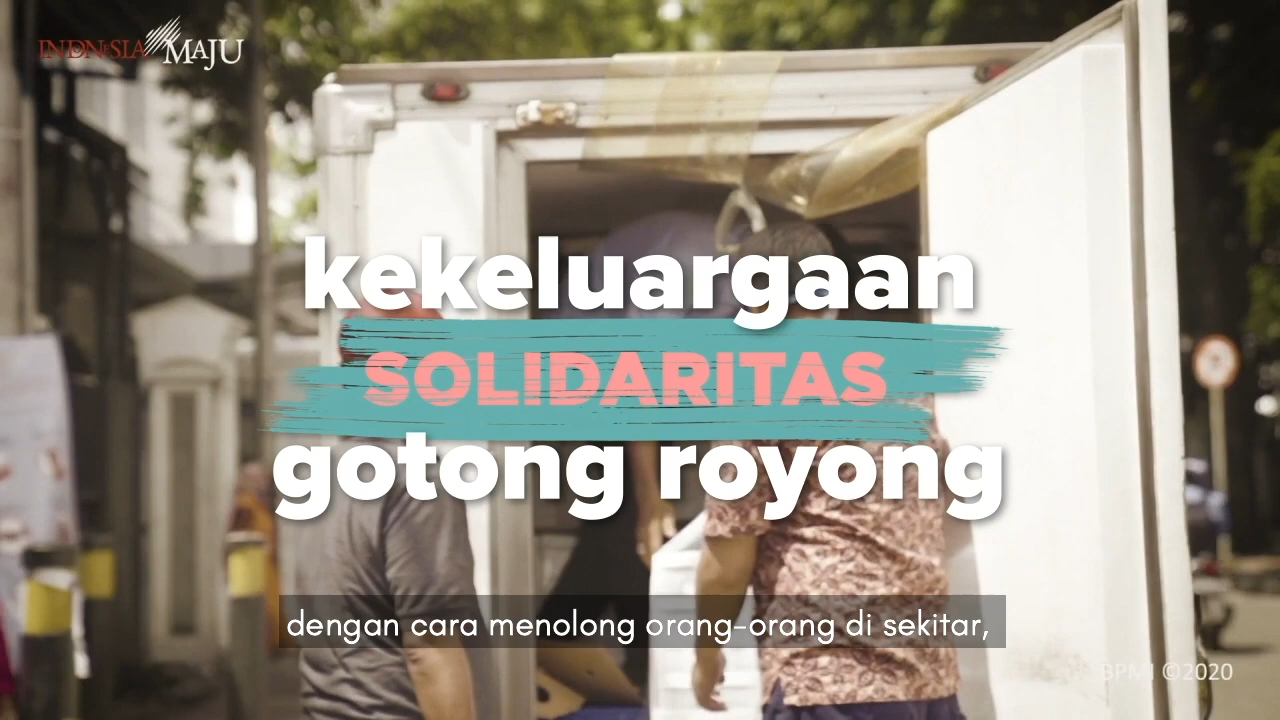 INDONESIA MAJU
kekeluargaan
SOLIDARITAS
gotong royong
dengan cara menolong orang-orang di sekitar,
BPMI ©2020